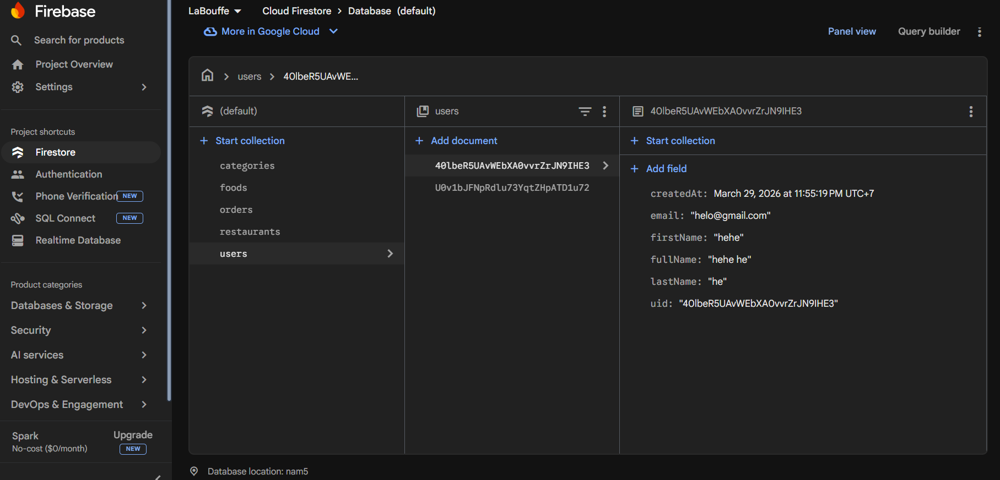 Firebase
Search for products
Project Overview
Settings
Project shortcuts
Firestore
Authentication
Phone Verification NEW
SQL Connect NEW
Realtime Database
Product categories
Databases & Storage
Security
AI services
Hosting & Serverless
DevOps & Engagement
Spark
No-cost ($0/month)
Upgrade
NEW
LaBouffe
Cloud Firestore > Database (default)
More in Google Cloud
Panel view
Query builder
users > 40lbeR5UAvWE...
(default)
Start collection
categories
foods
orders
restaurants
users
users
Add document
40lbeR5UAvWEbXA0vvrZrJN9IHE3
U0v1bJFNpRdlu73YqtZHpATD1u72
40lbeR5UAvWEbXA0vvrZrJN9IHE3
Start collection
Add field
createdAt: March 29, 2026 at 11:55:19 PM UTC+7
email: "helo@gmail.com"
firstName: "hehe"
fullName: "hehe he"
lastName: "he"
uid: "40lbeR5UAvWEbXA0vvrZrJN9IHE3"
Database location: nam5